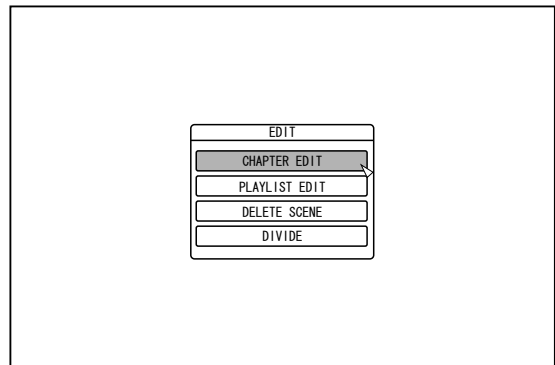 EDIT
CHAPTER EDIT
PLAYLIST EDIT
DELETE SCENE
DIVIDE